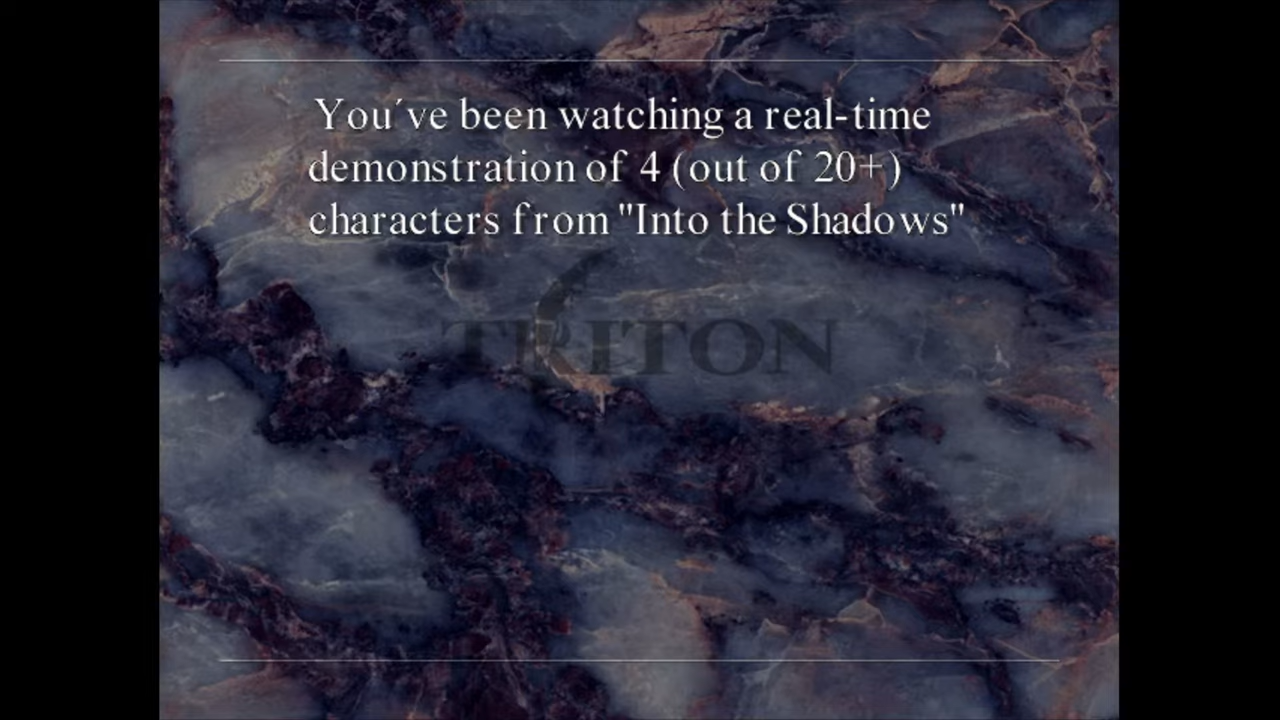 You´ve been watching a real-time
demonstration of 4 (out of 20+)
characters from "Into the Shadows"
TRITON